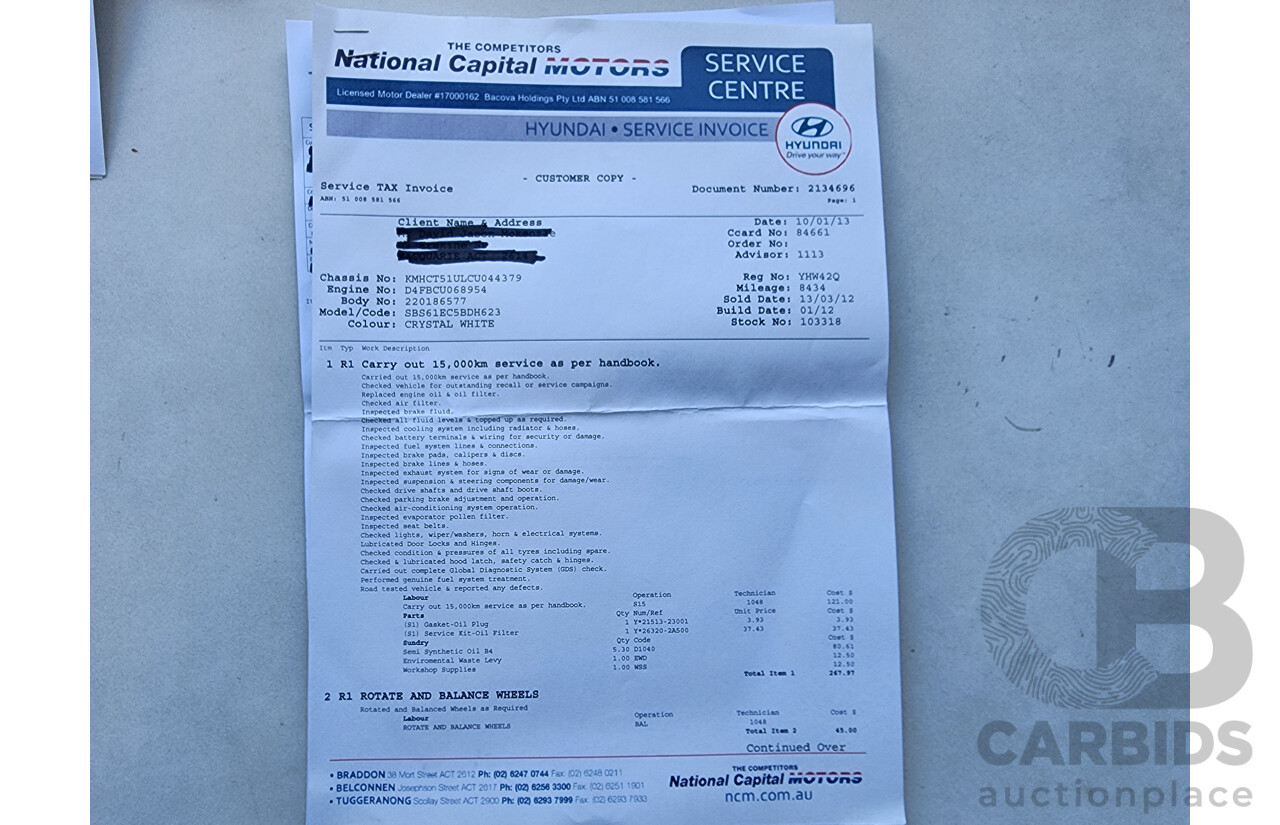 THE COMPETITORS
National Capital MOTORS
SERVICE CENTRE
Licensed Motor Dealer #17000162 Bacova Holdings Pty Ltd ABN 51 008 581 566
HYUNDAI • SERVICE INVOICE
HYUNDAI
Drive your way™
- CUSTOMER COPY -
Service TAX Invoice
Document Number: 2134696
ABN: 51 008 581 566
Page: 1
Client Name & Address
Date: 10/01/13
Ccard No: 84661
Order No:
Advisor: 1113
Chassis No: KMHCT51ULCU044379
Reg No: YHW42Q
Engine No: D4FBCU068954
Mileage: 8434
Body No: 220186577
Sold Date: 13/03/12
Model/Code: SBS61EC5BDH623
Build Date: 01/12
Colour: CRYSTAL WHITE
Stock No: 103318
Itm Typ Work Description
1 R1 Carry out 15,000km service as per handbook.
Carried out 15,000km service as per handbook.
Checked vehicle for outstanding recall or service campaigns.
Replaced engine oil & oil filter.
Checked air filter.
Inspected brake fluid.
Checked all fluid levels & topped up as required.
Inspected cooling system including radiator & hoses.
Checked battery terminals & wiring for security or damage.
Inspected fuel system lines & connections.
Inspected brake pads, calipers & discs.
Inspected brake lines & hoses.
Inspected exhaust system for signs of wear or damage.
Inspected suspension & steering components for damage/wear.
Checked drive shafts and drive shaft boots.
Checked parking brake adjustment and operation.
Checked air-conditioning system operation.
Inspected evaporator pollen filter.
Inspected seat belts.
Checked lights, wiper/washers, horn & electrical systems.
Lubricated Door Locks and Hinges.
Checked condition & pressures of all tyres including spare.
Checked & lubricated hood latch, safety catch & hinges.
Carried out complete Global Diagnostic System (GDS) check.
Performed genuine fuel system treatment.
Road tested vehicle & reported any defects.
Labour Operation Technician Cost $
Carry out 15,000km service as per handbook. S15 1048 121.00
Parts Qty Num/Ref Unit Price Cost $
(S1) Gasket-Oil Plug 1 Y*21513-23001 3.93 3.93
(S1) Service Kit-Oil Filter 1 Y*26320-2A500 37.43 37.43
Sundry Qty Code Cost $
Semi Synthetic Oil B4 5.30 D1040 80.61
Enviromental Waste Levy 1.00 EWD 12.50
Workshop Supplies 1.00 WSS 12.50
Total Item 1 267.97
2 R1 ROTATE AND BALANCE WHEELS
Rotated and Balanced Wheels as Required
Labour Operation Technician Cost $
ROTATE AND BALANCE WHEELS BAL 1048
Total Item 2 45.00
Continued Over
• BRADDON 38 Mort Street ACT 2612 Ph: (02) 6247 0744 Fax: (02) 6248 0211
• BELCONNEN Josephson Street ACT 2617 Ph: (02) 6256 3300 Fax: (02) 6251 1901
• TUGGERANONG Scollay Street ACT 2900 Ph: (02) 6293 7999 Fax: (02) 6293 7933
THE COMPETITORS
National Capital MOTORS
ncm.com.au
CB
CARBIDS
auctionplace